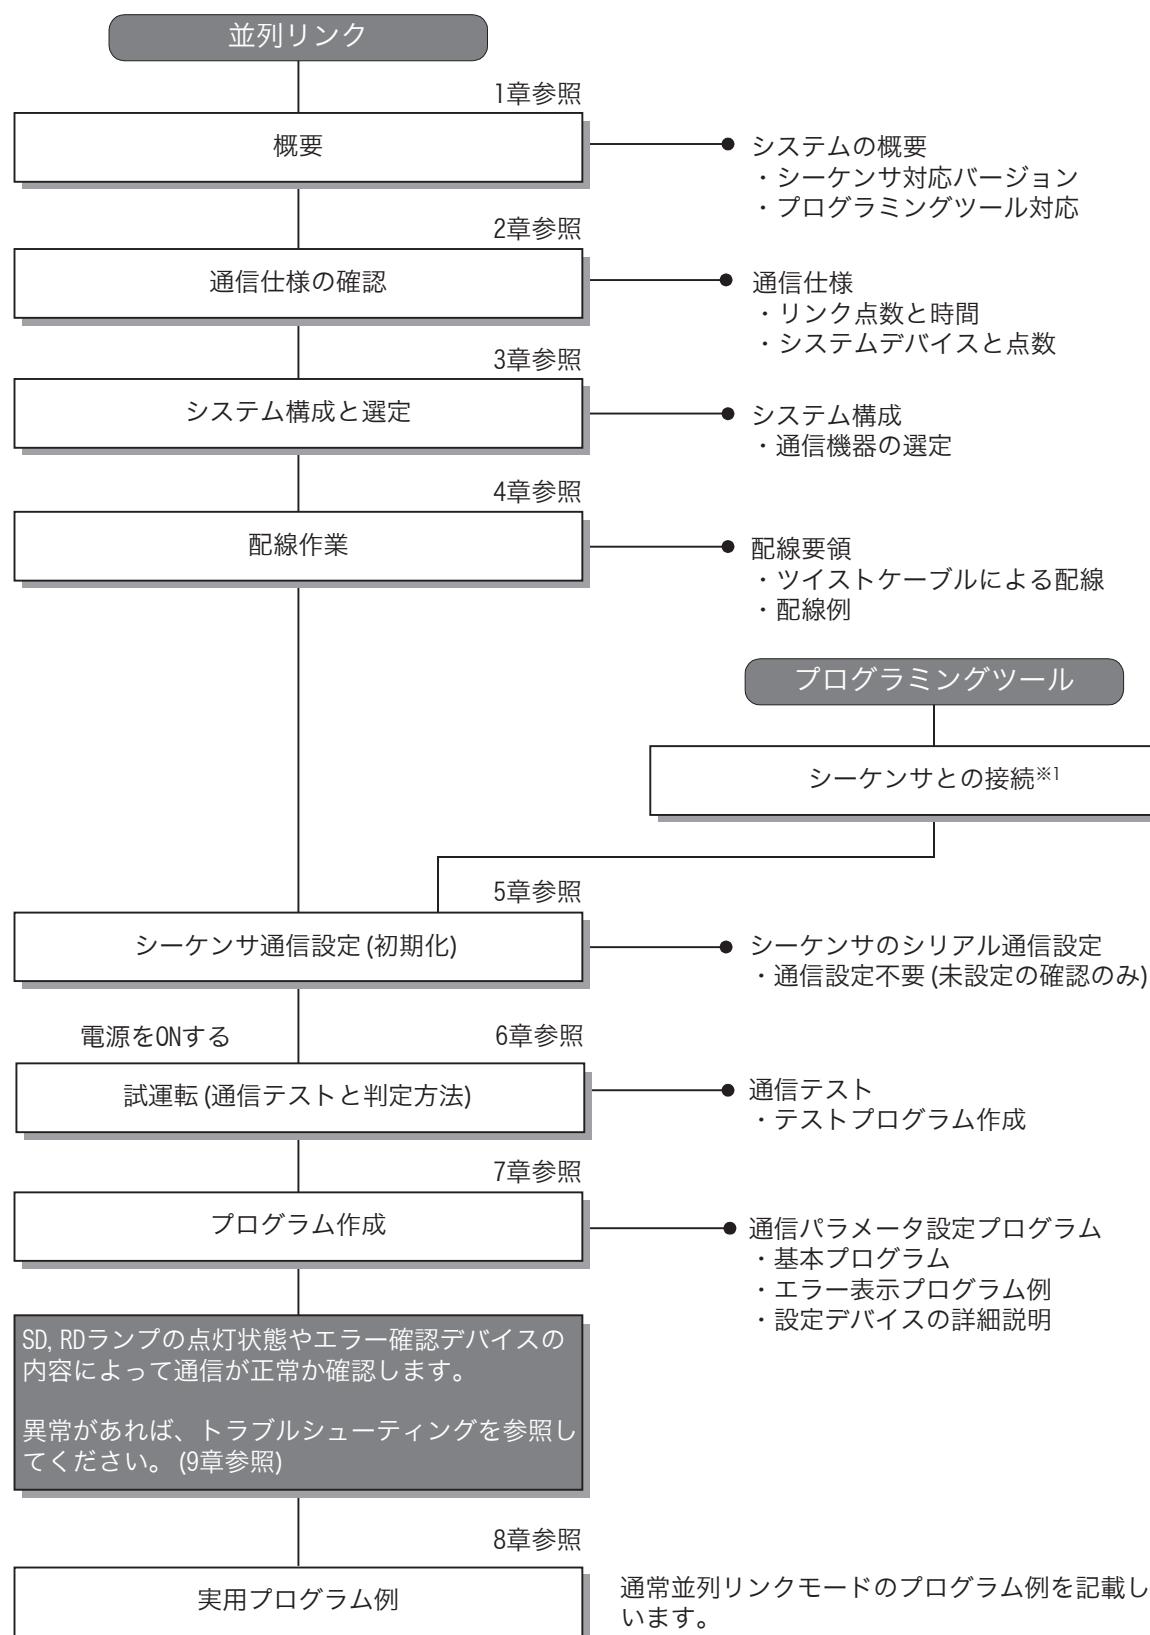 並列リンク
1章参照
概要
システムの概要
・シーケンサ対応バージョン
・プログラミングツール対応
2章参照
通信仕様の確認
通信仕様
・リンク点数と時間
・システムデバイスと点数
3章参照
システム構成と選定
システム構成
・通信機器の選定
4章参照
配線作業
配線要領
・ツイストケーブルによる配線
・配線例
プログラミングツール
シーケンサとの接続※1
5章参照
シーケンサ通信設定(初期化)
シーケンサのシリアル通信設定
・通信設定不要(未設定の確認のみ)
電源をONする
6章参照
試運転(通信テストと判定方法)
通信テスト
・テストプログラム作成
7章参照
プログラム作成
通信パラメータ設定プログラム
・基本プログラム
・エラー表示プログラム例
・設定デバイスの詳細説明
SD, RDランプの点灯状態やエラー確認デバイスの
内容によって通信が正常か確認します。
異常があれば、トラブルシューティングを参照し
てください。(9章参照)
8章参照
実用プログラム例
通常並列リンクモードのプログラム例を記載し
います。